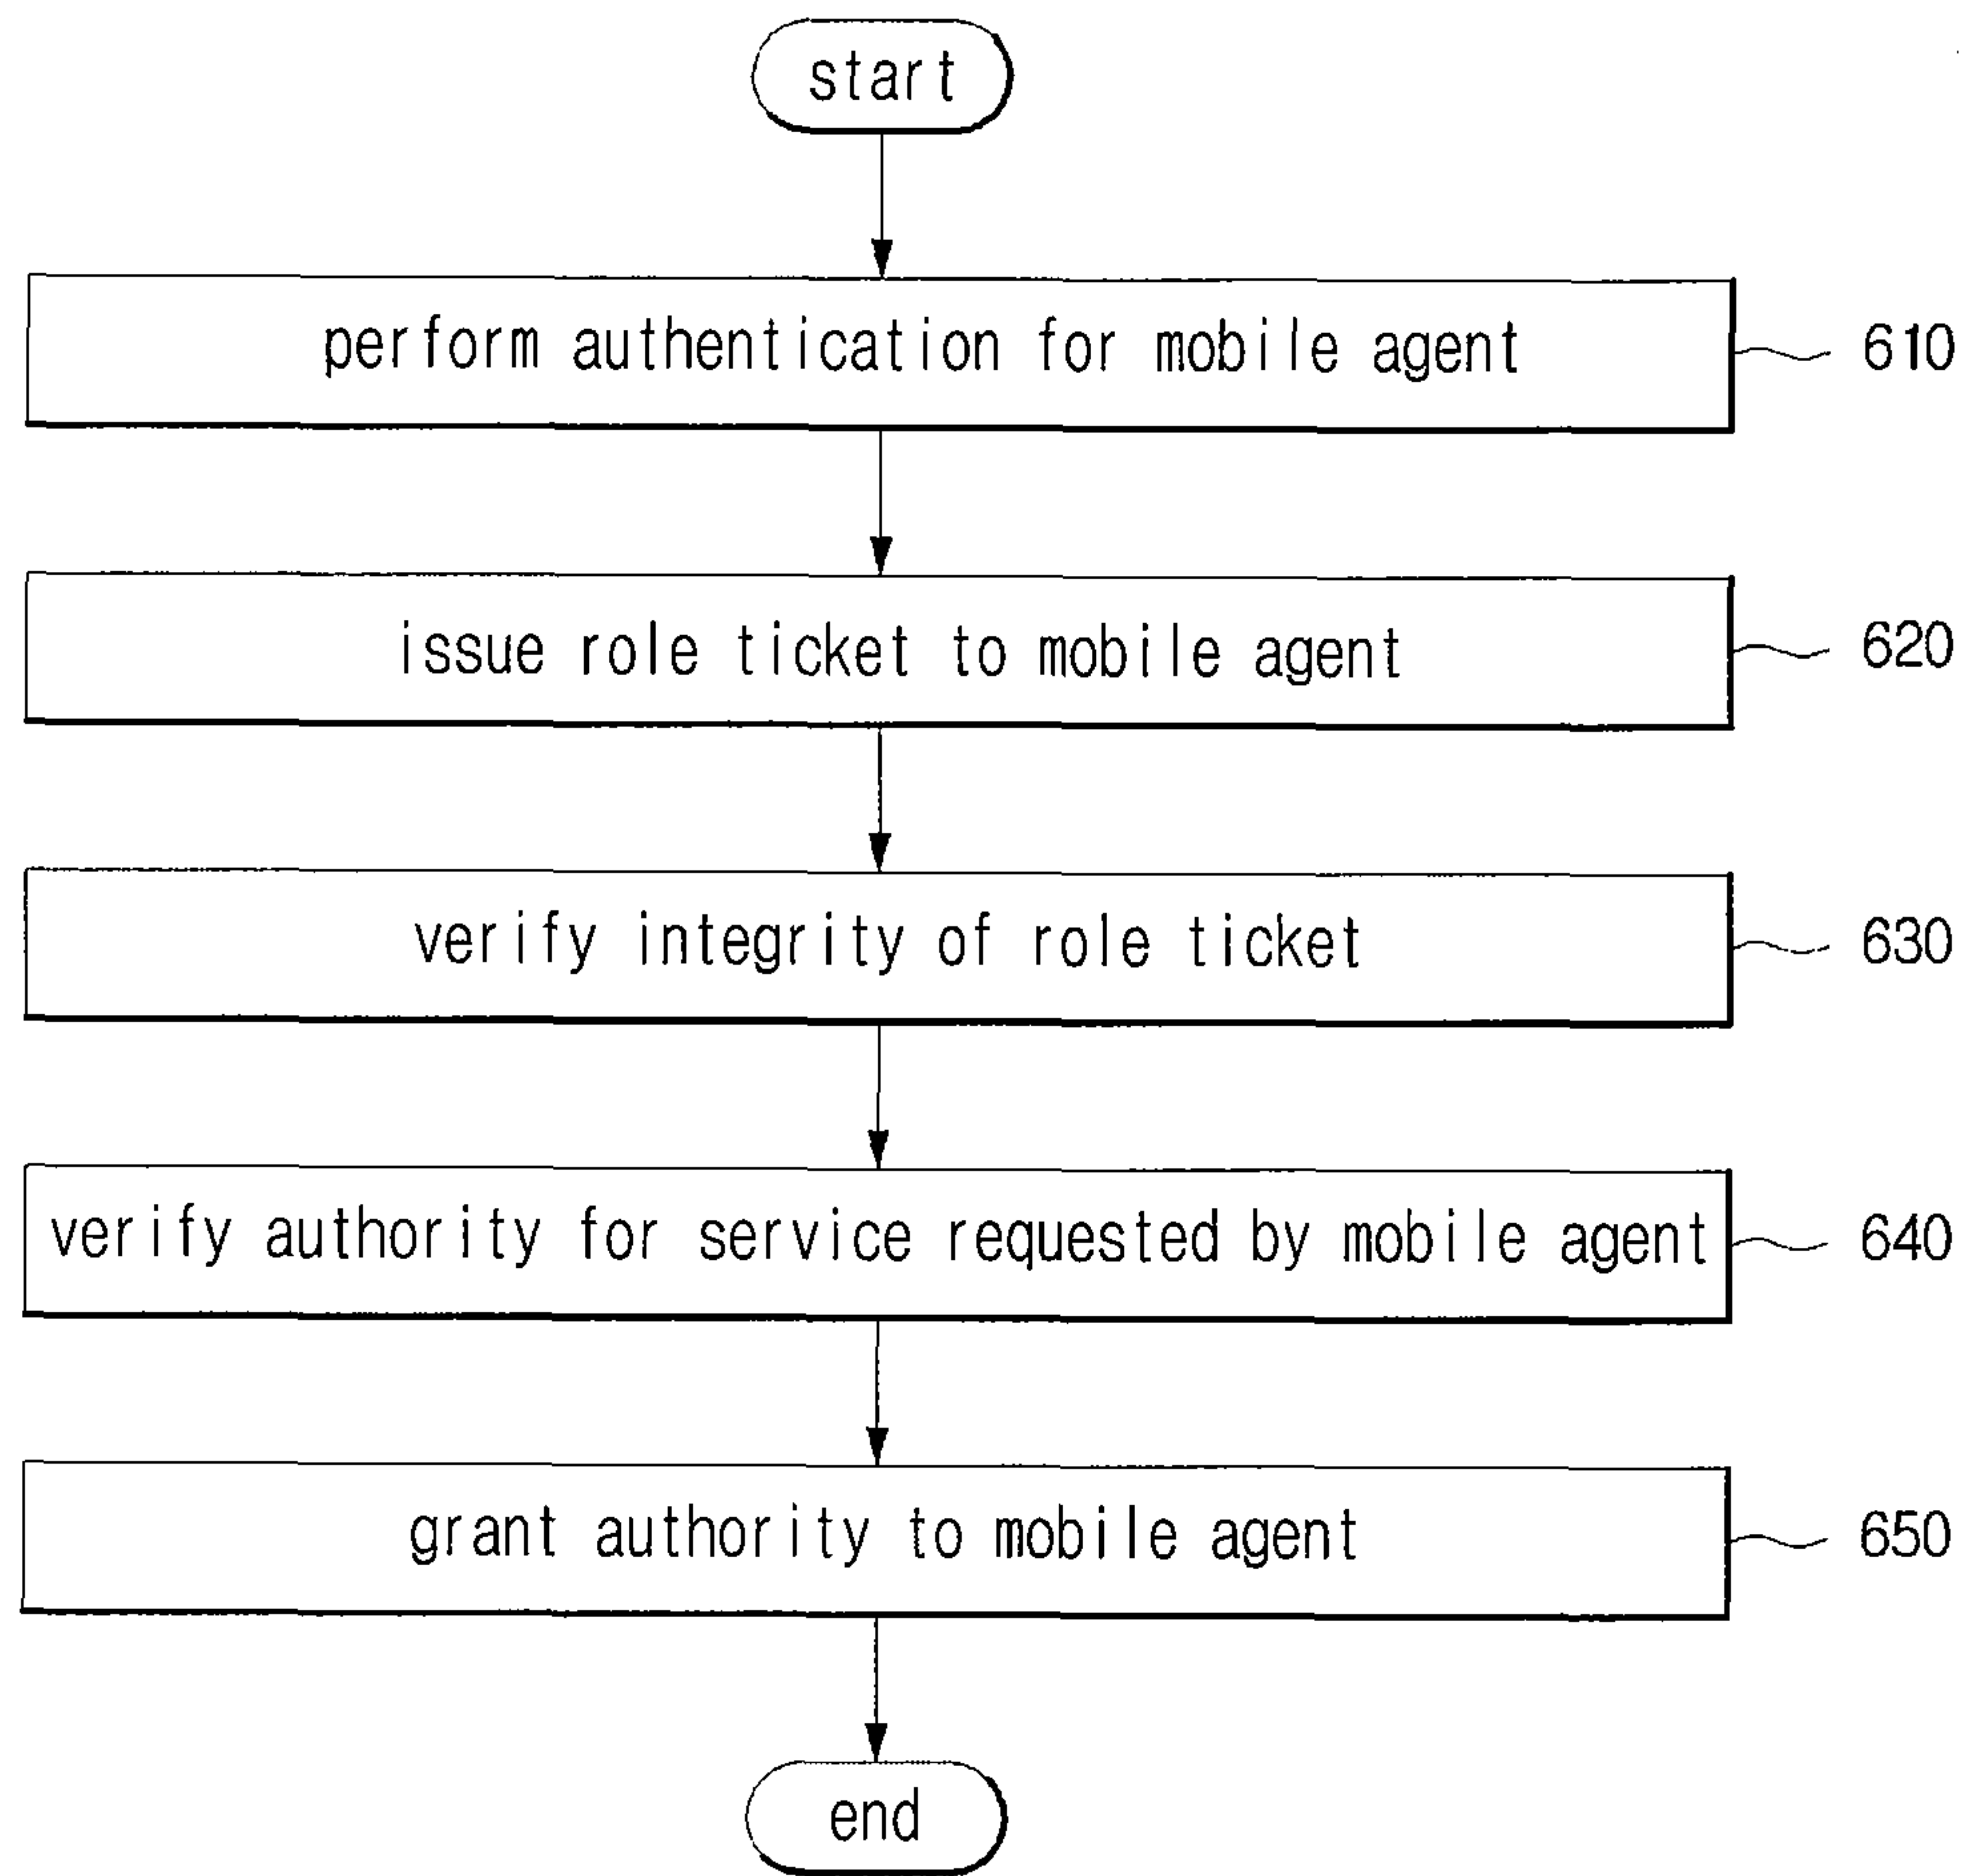 start
perform authentication for mobile agent
610
issue role ticket to mobile agent
620
verify integrity of role ticket
630
verify authority for service requested by mobile agent
640
grant authority to mobile agent
650
end